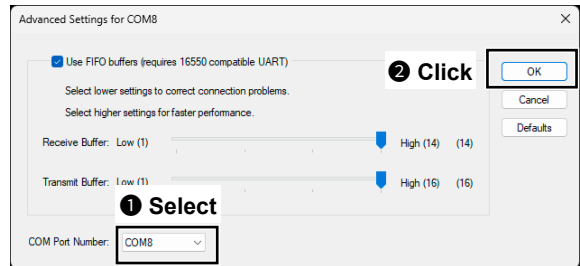 Advanced Settings for COM8
Use FIFO buffers (requires 16550 compatible UART)
❷ Click
OK
Select lower settings to correct connection problems.
Cancel
Select higher settings for faster performance.
Defaults
Receive Buffer: Low (1) High (14) (14)
Transmit Buffer: Low (1) High (16) (16)
❶ Select
COM Port Number: COM8